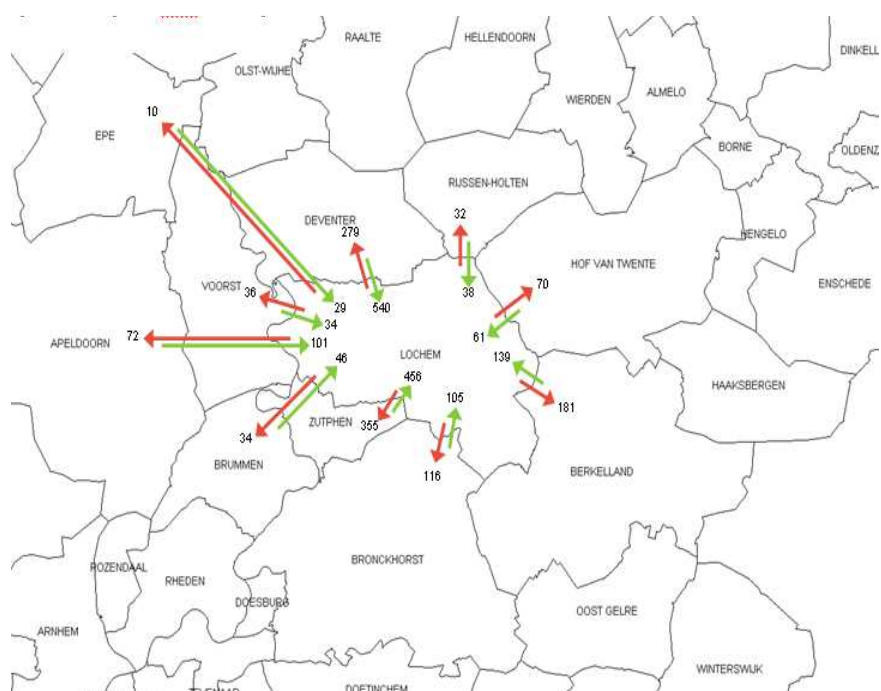 RAALTE
HELLENDOORN
DINKELL
OLST-WIJHE
ALMELO
WIERDEN
10
EPE
BORNE
OLDENZ
RIJSSEN-HOLTEN
32
DEVENTER
279
HENGELO
HOF VAN TWENTE
ENSCHEDE
VOORST
36
70
29
540
38
34
APELDOORN
72
101
61
LOCHEM
46
139
456
HAAKSBERGEN
105
181
ZUTPHEN
355
34
BRUMMEN
116
BERKELLAND
BRONCKHORST
ROZENDAAL
RHEDEN
DOESBURG
OOST GELRE
ARNHEM
WINTERSWIJK
DOETINCHEM